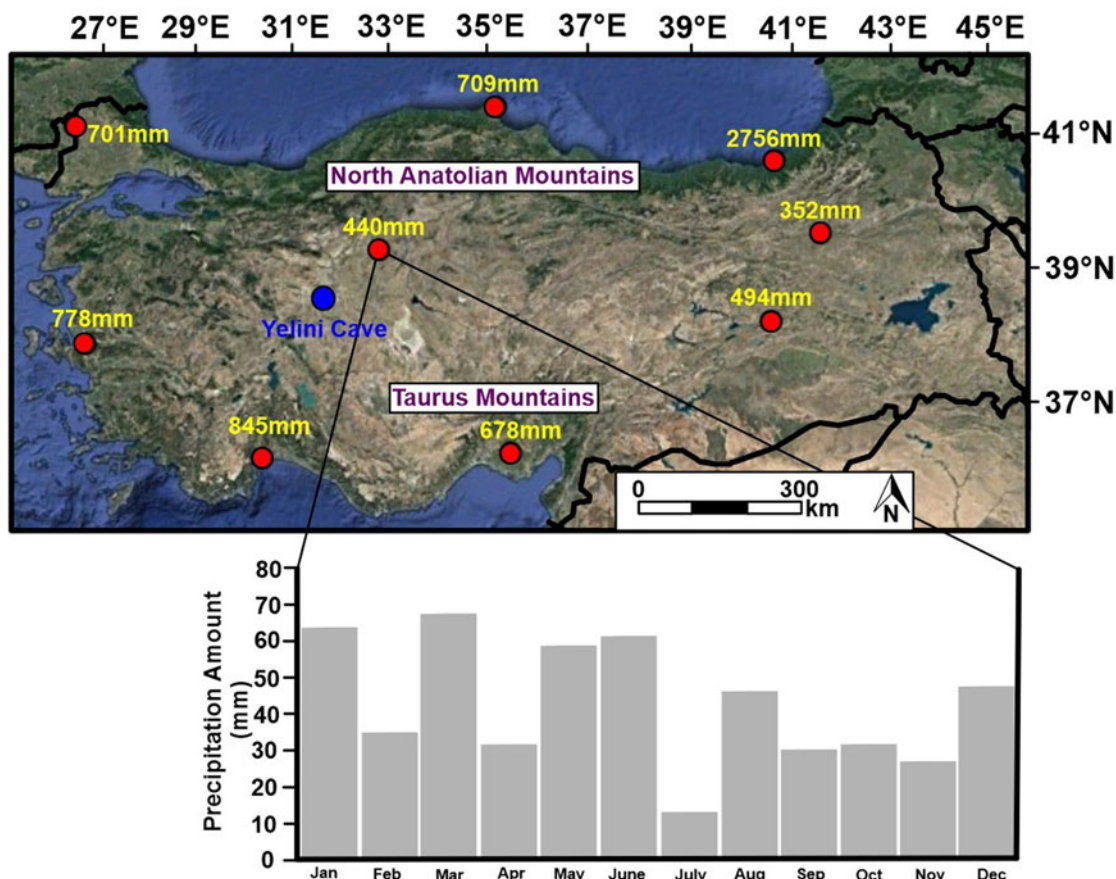 27°E 29°E 31°E 35°E 37°E 39°E 41°E 43°E 45°E
709mm
701mm
41°N
2756mm
North Anatolian Mountains
352mm
440mm
39°N
494mm
Yelini Cave
778mm
Taurus Mountains
37°N
845mm
678mm
0 300
km
N
80
70
60
50
40
30
20
10
0
Precipitation Amount
(mm)
Jan Feb Mar Apr May June July Aug Sep Oct Nov Dec